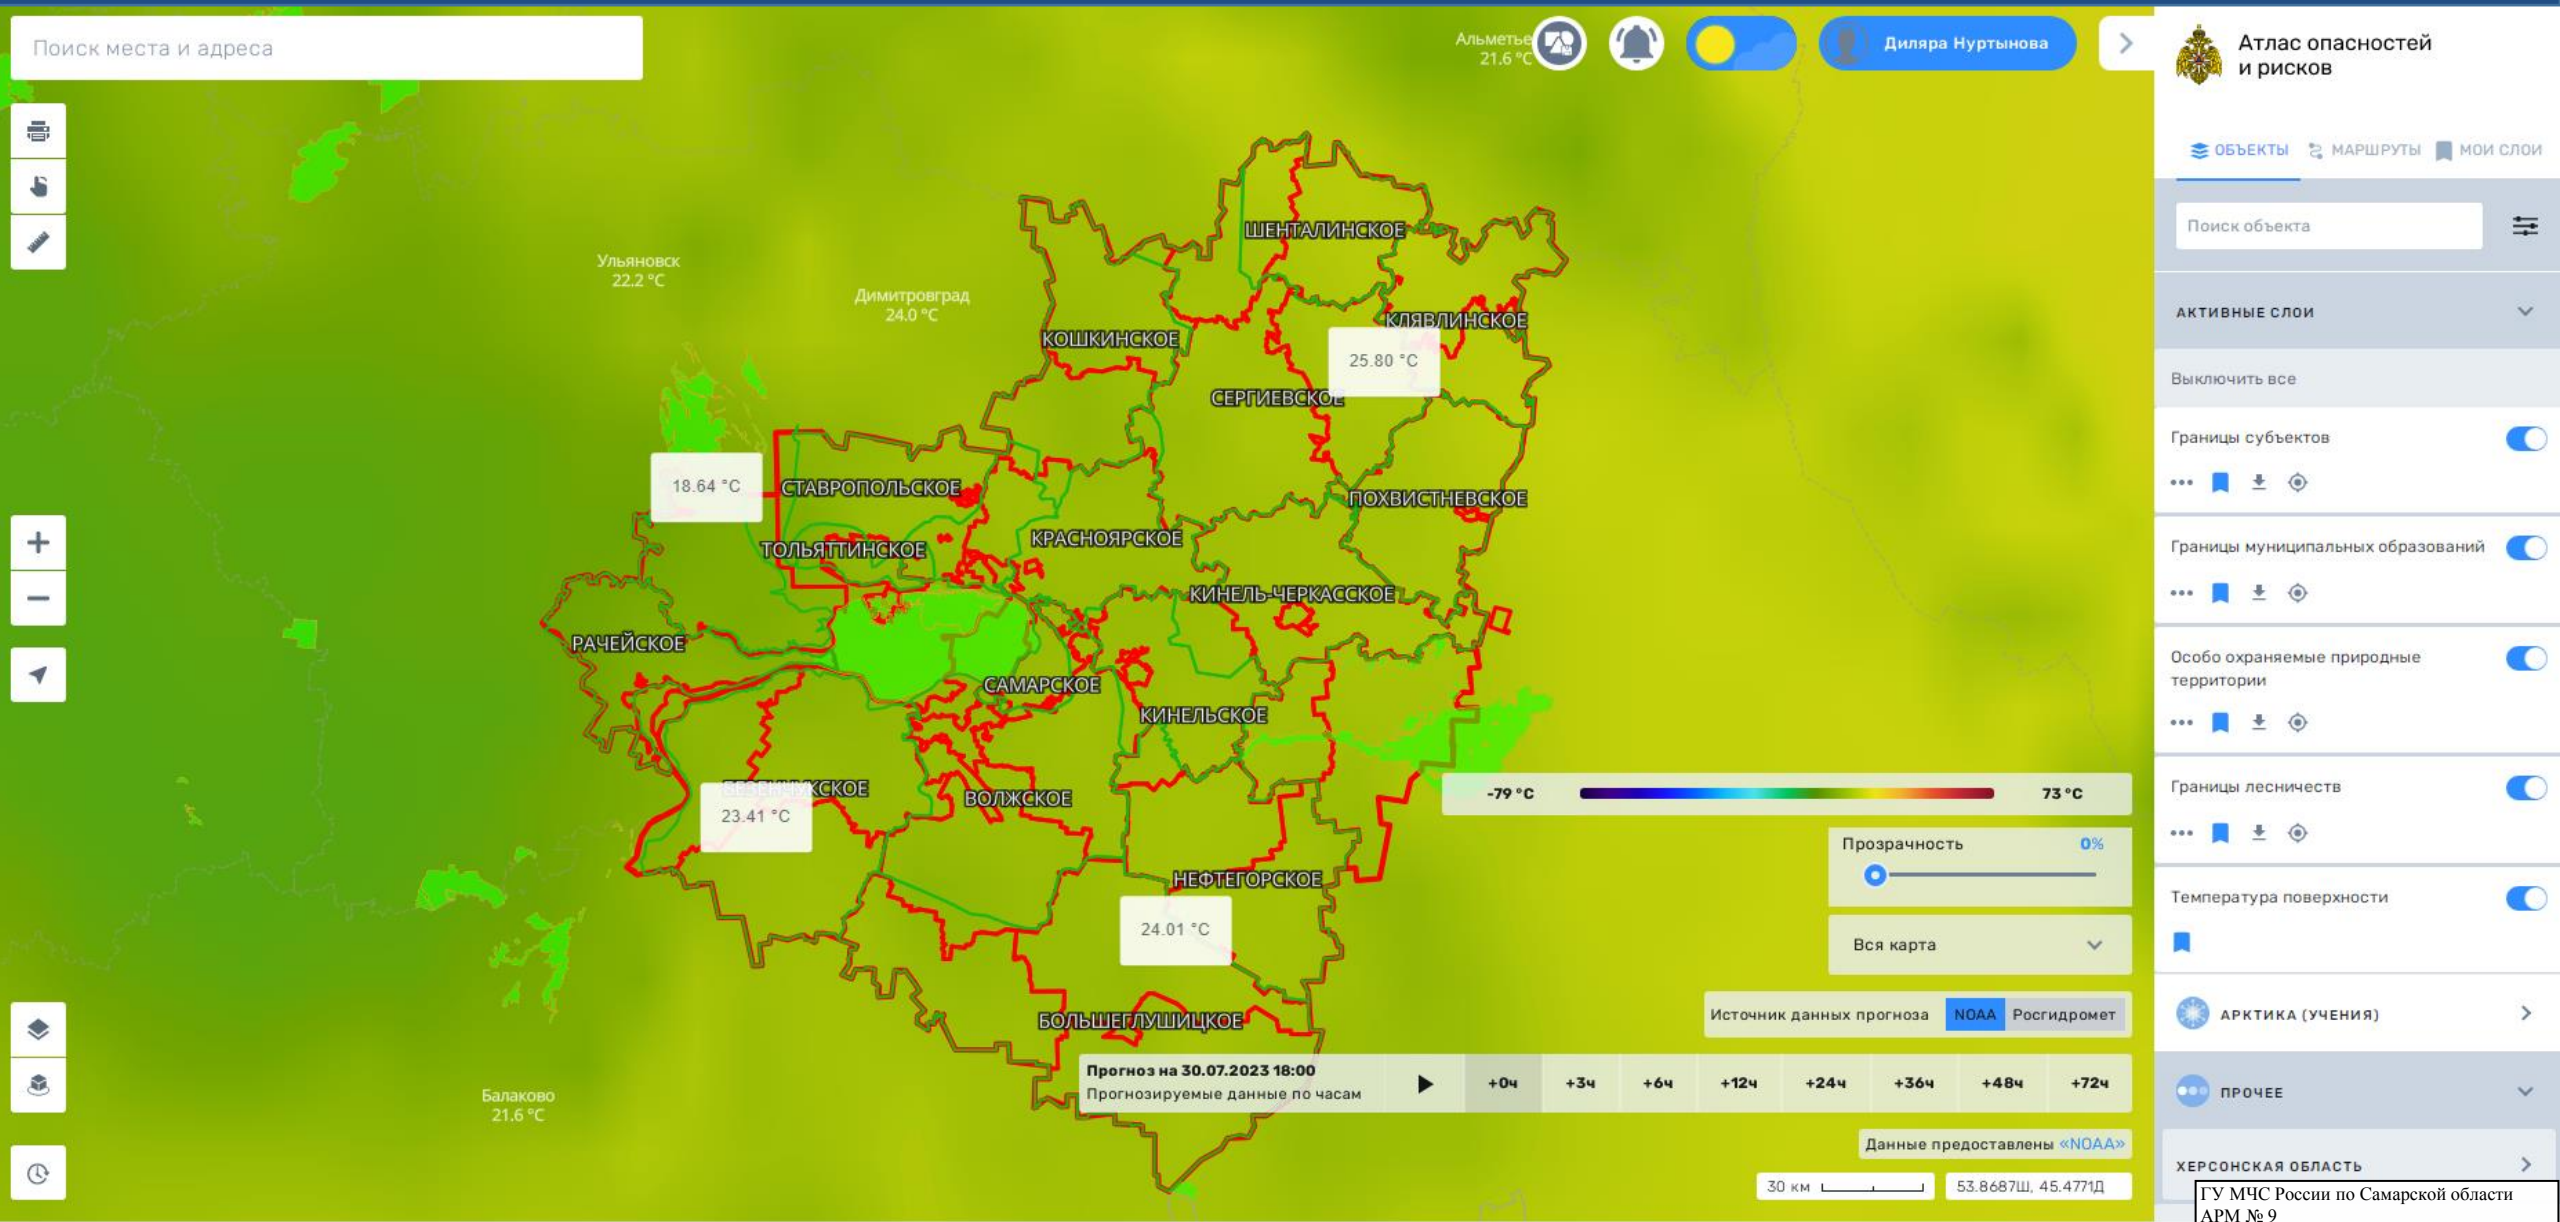 Поиск места и адреса
Альметье
21.6 °C
Диляра Нуртынова
Атлас опасностей
и рисков
ОБЪЕКТЫ
МАРШРУТЫ
МОИ СЛОИ
Поиск объекта
АКТИВНЫЕ СЛОИ
Выключить все
Границы субъектов
Границы муниципальных образований
Особо охраняемые природные
территории
Границы лесничеств
Температура поверхности
АРКТИКА (УЧЕНИЯ)
ПРОЧЕЕ
ХЕРСОНСКАЯ ОБЛАСТЬ
ГУ МЧС России по Самарской области
АРМ № 9
Ульяновск
22.2 °C
Димитровград
24.0 °C
ШЕНТАЛИНСКОЕ
КЛЯВЛИНСКОЕ
КОШКИНСКОЕ
25.80 °C
СЕРГИЕВСКОЕ
18.64 °C
СТАВРОПОЛЬСКОЕ
ПОХВИСТНЕВСКОЕ
ТОЛЬЯТТИНСКОЕ
КРАСНОЯРСКОЕ
КИНЕЛЬ-ЧЕРКАССКОЕ
РАЧЕЙСКОЕ
САМАРСКОЕ
КИНЕЛЬСКОЕ
БЕЗЕНЧУКСКОЕ
23.41 °C
ВОЛЖСКОЕ
НЕФТЕГОРСКОЕ
24.01 °C
БОЛЬШЕГЛУШИЦКОЕ
Балаково
21.6 °C
-79 °C
73 °C
Прозрачность
0%
Вся карта
Источник данных прогноза
NOAA
Росгидромет
Прогноз на 30.07.2023 18:00
Прогнозируемые данные по часам
+0ч
+3ч
+6ч
+12ч
+24ч
+36ч
+48ч
+72ч
Данные предоставлены «NOAA»
30 км
53.8687Ш, 45.4771Д